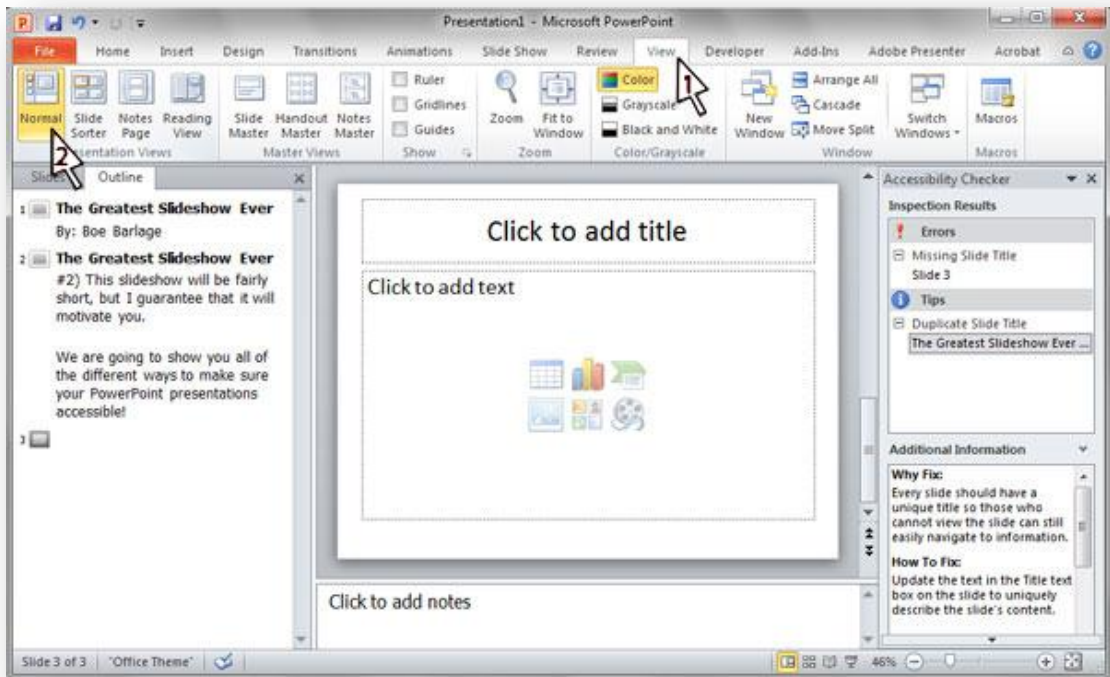 Presentation1 - Microsoft PowerPoint
File Home Insert Design Transitions Animations Slide Show Review View Developer Add-Ins Adobe Presenter Acrobat
Normal
Slide Sorter
Notes Page
Reading View
Presentation Views
Slide Master
Handout Master
Notes Master
Master Views
Ruler
Gridlines
Guides
Show
Zoom
Fit to Window
Zoom
Color
Grayscale
Black and White
Color/Grayscale
New Window
Arrange All
Cascade
Move Split
Window
Switch Windows
Macros
Macros
1
2
Slides Outline
1 The Greatest Slideshow Ever
By: Boe Barlage
2 The Greatest Slideshow Ever
#2) This slideshow will be fairly
short, but I guarantee that it will
motivate you.
We are going to show you all of
the different ways to make sure
your PowerPoint presentations
accessible!
3
Click to add title
Click to add text
Click to add notes
Accessibility Checker
Inspection Results
Errors
Missing Slide Title
Slide 3
Tips
Duplicate Slide Title
The Greatest Slideshow Ever ...
Additional Information
Why Fix:
Every slide should have a
unique title so those who
cannot view the slide can still
easily navigate to information.
How To Fix:
Update the text in the Title text
box on the slide to uniquely
describe the slide's content.
Slide 3 of 3 "Office Theme" 46%